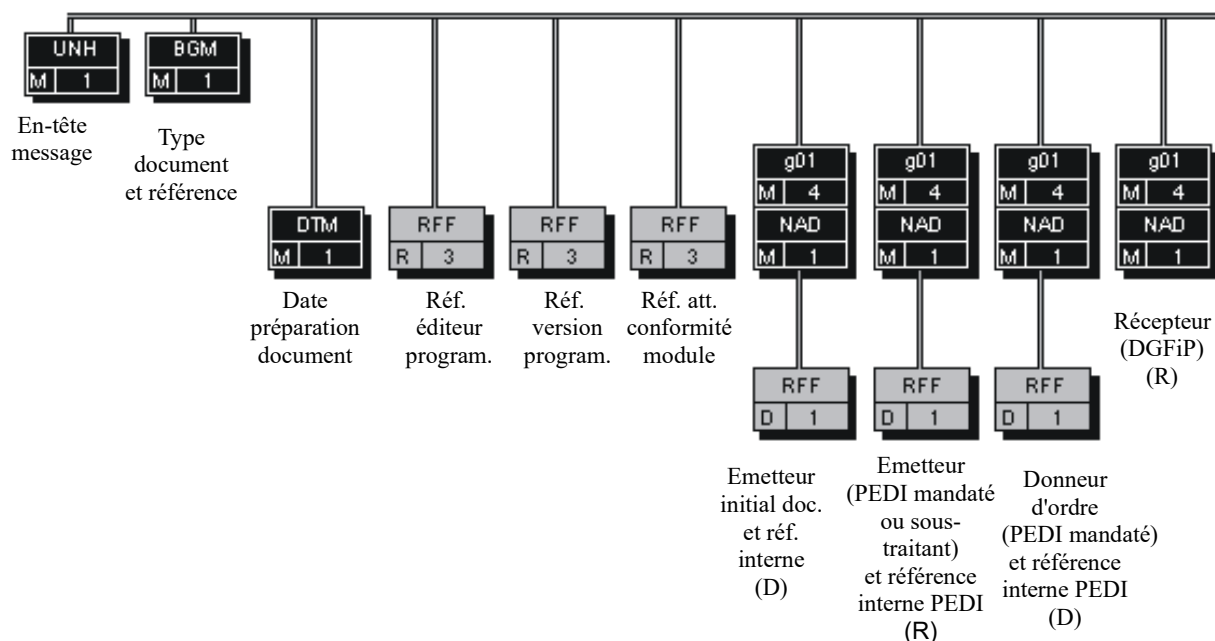 UNH
M 1
En-tête
message
BGM
M 1
Type
document
et référence
DTM
M 1
Date
préparation
document
RFF
R 3
Réf.
éditeur
program.
RFF
R 3
Réf.
version
program.
RFF
R 3
Réf. att.
conformité
module
g01
M 4
NAD
M 1
RFF
D 1
Emetteur
initial doc.
et réf.
interne
(D)
g01
M 4
NAD
M 1
RFF
D 1
Emetteur
(PEDI mandaté
ou sous-
traitant)
et référence
interne PEDI
(R)
g01
M 4
NAD
M 1
RFF
D 1
Donneur
d'ordre
(PEDI mandaté)
et référence
interne PEDI
(D)
g01
M 4
NAD
M 1
Récepteur
(DGFiP)
(R)